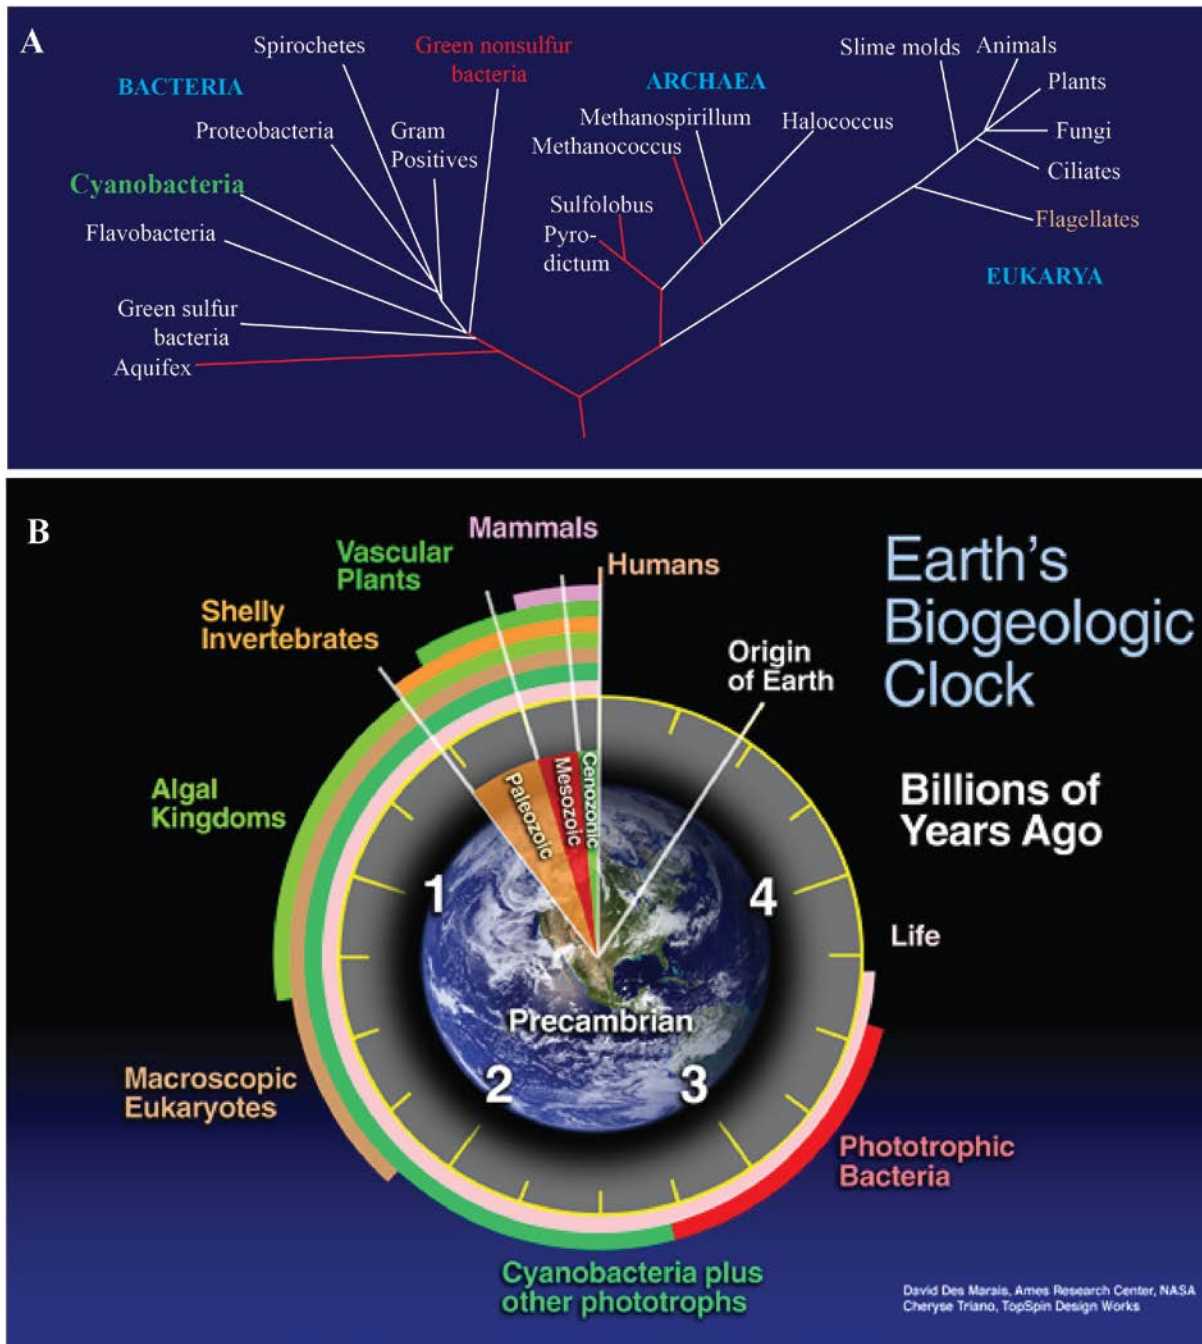 A
Spirochetes
Green nonsulfur
bacteria
BACTERIA
Proteobacteria
Gram
Positives
Cyanobacteria
Flavobacteria
Green sulfur
bacteria
Aquifex
ARCHAEA
Methanospirillum
Methanococcus
Halococcus
Sulfolobus
Pyro-
dictum
Slime molds
Animals
Plants
Fungi
Ciliates
Flagellates
EUKARYA
B
Mammals
Vascular
Plants
Humans
Shelly
Invertebrates
Origin
of Earth
Earth's
Biogeologic
Clock
Billions of
Years Ago
Algal
Kingdoms
Paleozoic
Mesozoic
Cenozonic
1
4
Life
Precambrian
2
3
Macroscopic
Eukaryotes
Phototrophic
Bacteria
Cyanobacteria plus
other phototrophs
David Des Marais, Ames Research Center, NASA
Cheryse Triano, TopSpin Design Works